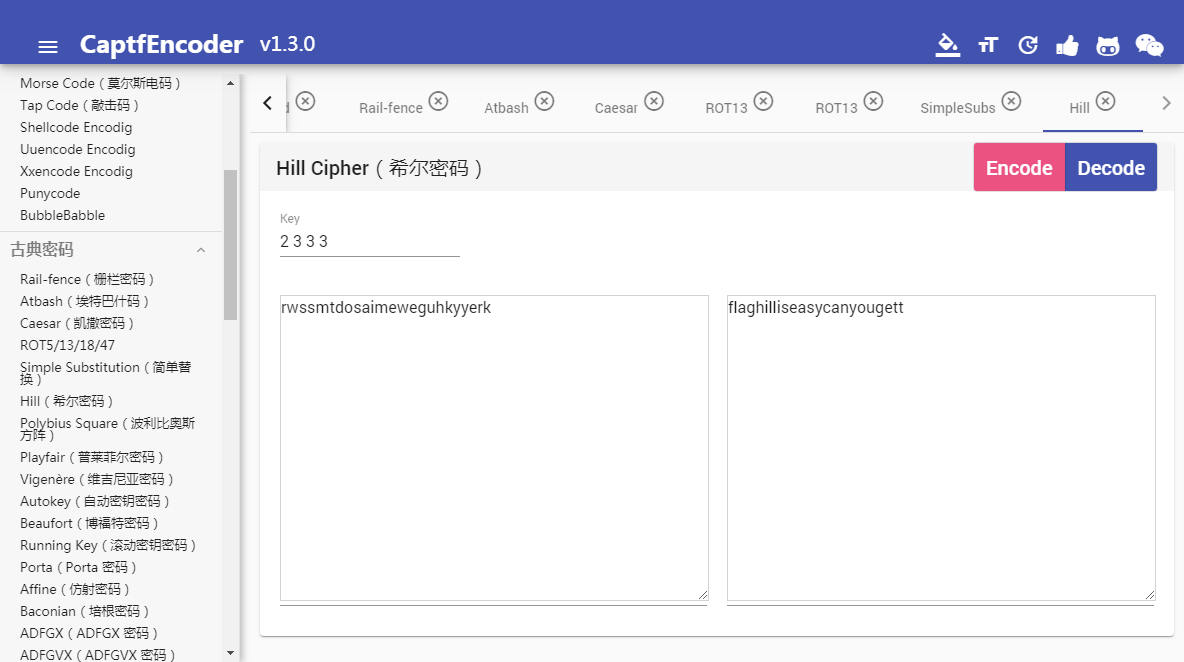 CaptfEncoder v1.3.0
Morse Code ( 莫尔斯电码 )
Tap Code ( 敲击码 )
Shellcode Encodig
Uuencode Encodig
Xxencode Encodig
Punycode
BubbleBabble
古典密码
Rail-fence ( 栅栏密码 )
Atbash ( 埃特巴什码 )
Caesar ( 凯撒密码 )
ROT5/13/18/47
Simple Substitution ( 简单替
换 )
Hill ( 希尔密码 )
Polybius Square ( 波利比奥斯
方阵 )
Playfair ( 普莱菲尔密码 )
Vigenère ( 维吉尼亚密码 )
Autokey ( 自动密钥密码 )
Beaufort ( 博福特密码 )
Running Key ( 滚动密钥密码 )
Porta ( Porta 密码 )
Affine ( 仿射密码 )
Baconian ( 培根密码 )
ADFGX ( ADFGX 密码 )
ADFGVX ( ADFGVX 密码 )
d Rail-fence Atbash Caesar ROT13 ROT13 SimpleSubs Hill
Hill Cipher ( 希尔密码 )
Encode Decode
Key
2 3 3 3
rwssmtdosaimeweguhkyyerk
flaghilliseasycanyougett